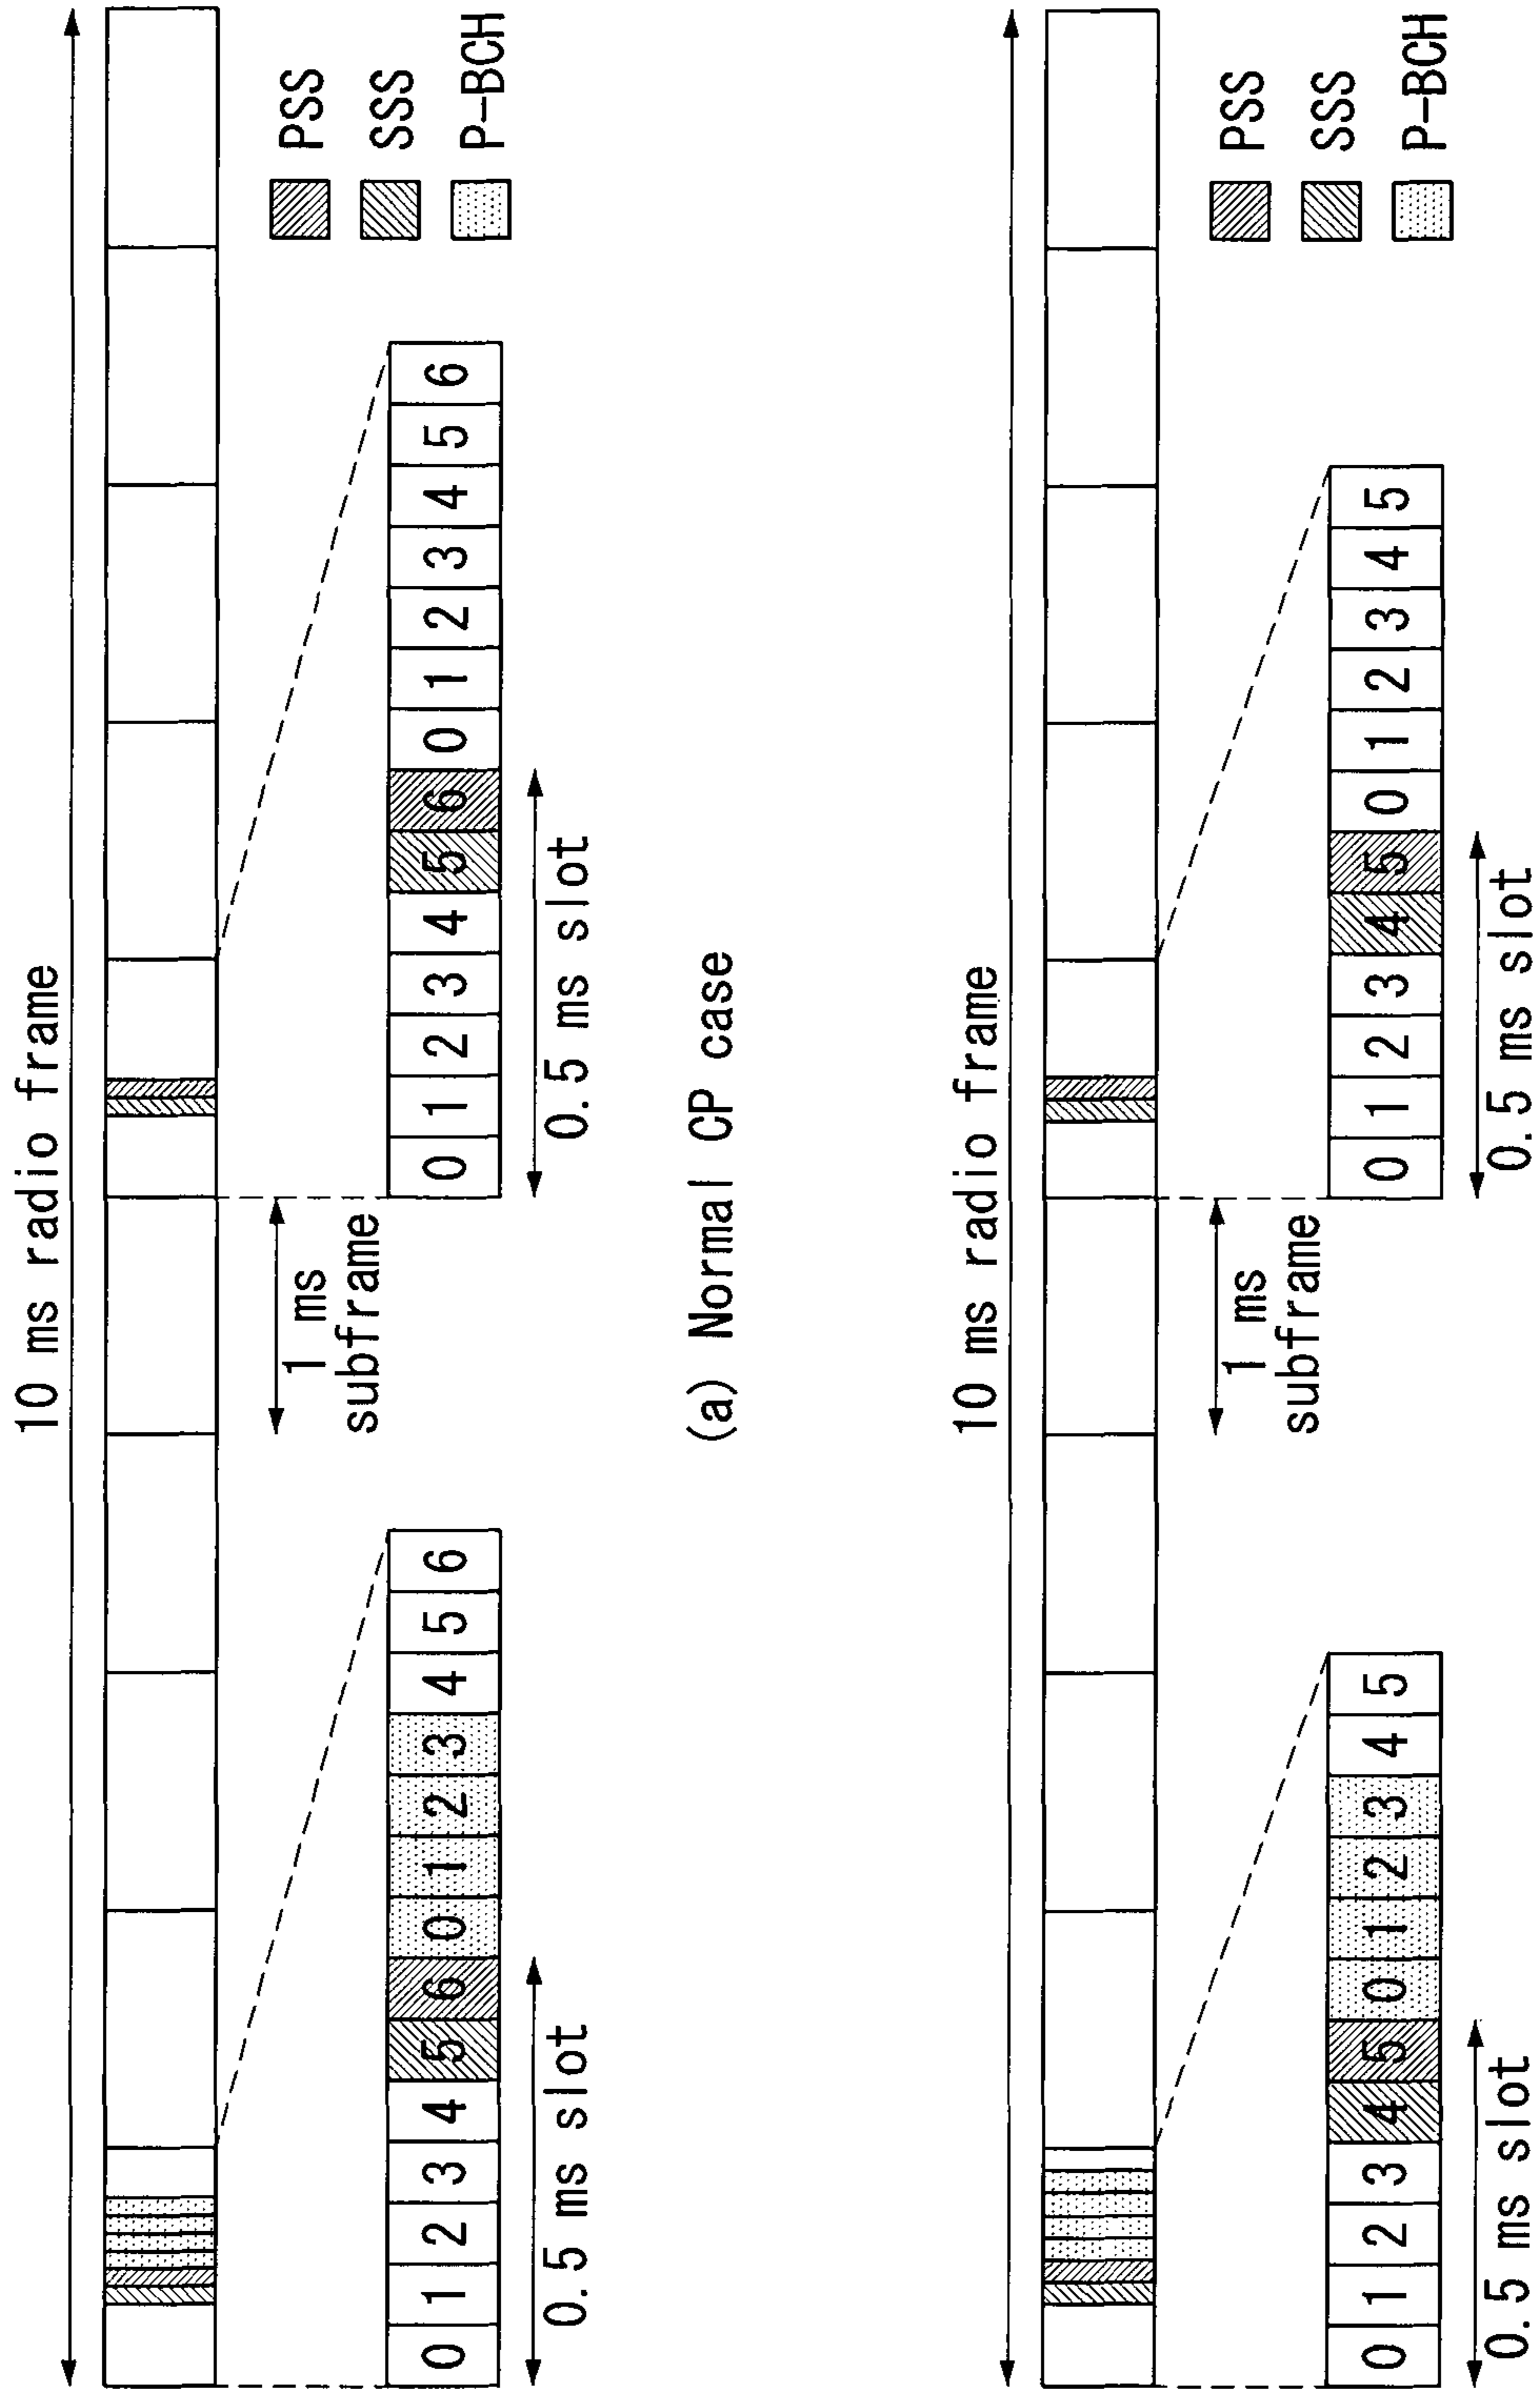 10 ms radio frame
PSS
SSS
P-BCH
1 ms
subframe
0 1 2 3 4 5 6 0 1 2 3 4 5 6
0 1 2 3 4 5 6 0 1 2 3 4 5 6
0.5 ms slot
0.5 ms slot
(a) Normal CP case
10 ms radio frame
PSS
SSS
P-BCH
1 ms
subframe
0 1 2 3 4 5 0 1 2 3 4 5
0 1 2 3 4 5 0 1 2 3 4 5
0.5 ms slot
0.5 ms slot